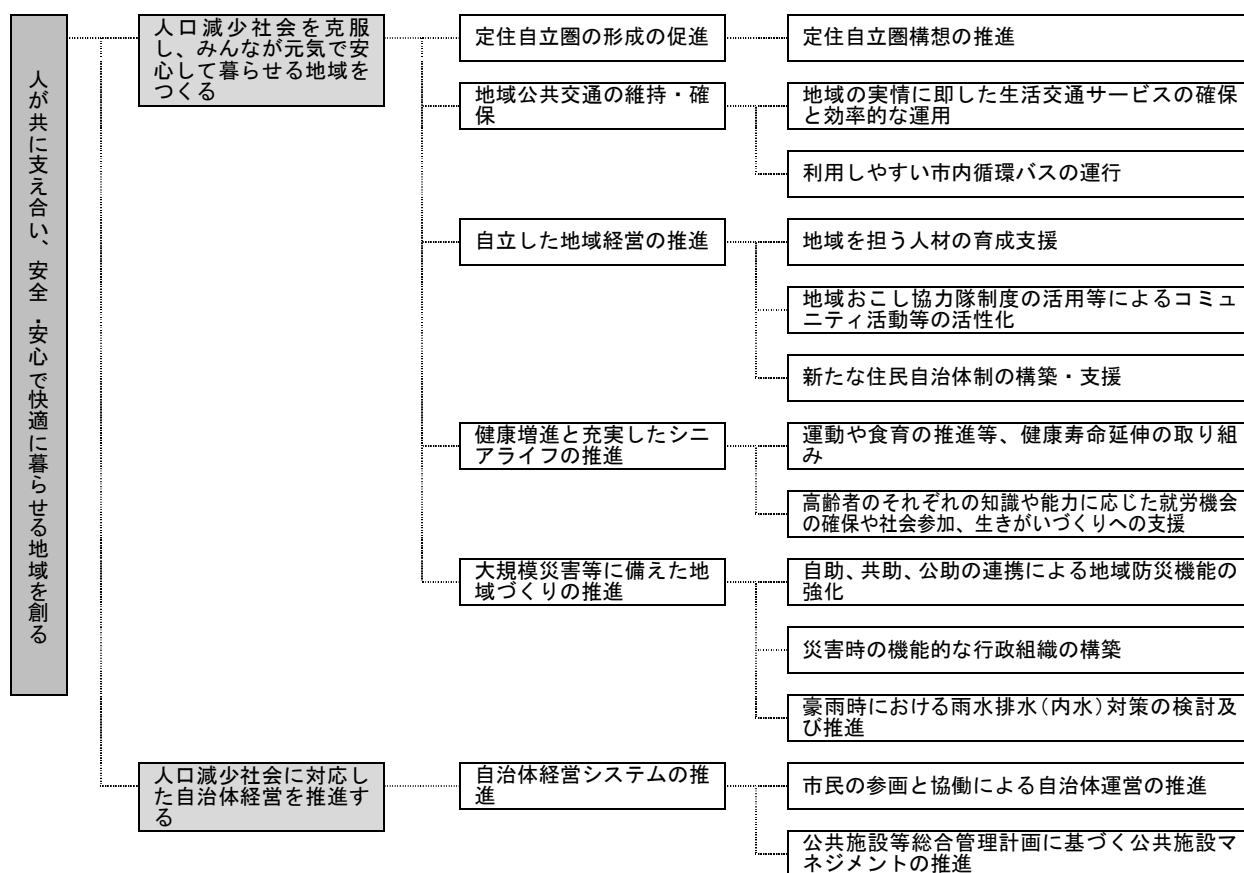 人が共に支え合い、安全・安心で快適に暮らせる地域を創る
人口減少社会を克服
し、みんなが元気で安
心して暮らせる地域を
つくる
定住自立圏の形成の促進
定住自立圏構想の推進
地域公共交通の維持・確
保
地域の実情に即した生活交通サービスの確保
と効率的な運用
利用しやすい市内循環バスの運行
自立した地域経営の推進
地域を担う人材の育成支援
地域おこし協力隊制度の活用等によるコミュ
ニティ活動等の活性化
新たな住民自治体制の構築・支援
健康増進と充実したシニ
アライフの推進
運動や食育の推進等、健康寿命延伸の取り組
み
高齢者のそれぞれの知識や能力に応じた就労機会
の確保や社会参加、生きがいづくりへの支援
大規模災害等に備えた地
域づくりの推進
自助、共助、公助の連携による地域防災機能の
強化
災害時の機能的な行政組織の構築
豪雨時における雨水排水(内水)対策の検討及
び推進
人口減少社会に対応し
た自治体経営を推進す
る
自治体経営システムの推
進
市民の参画と協働による自治体運営の推進
公共施設等総合管理計画に基づく公共施設マ
ネジメントの推進